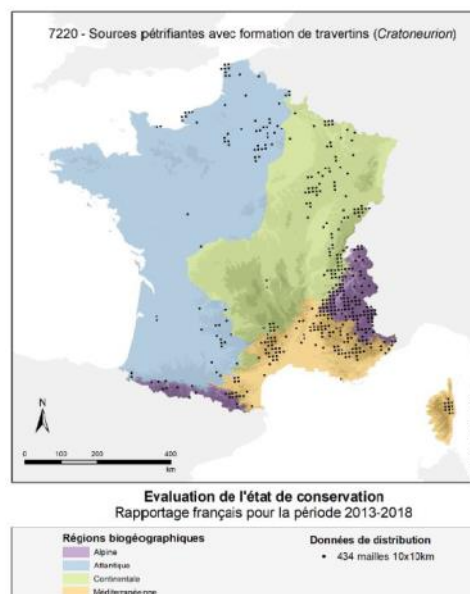 7220 - Sources pétrifiantes avec formation de travertins (Cratoneurion)
N
0 100 200 400
km
Evaluation de l'état de conservation
Rapportage français pour la période 2013-2018
Régions biogéographiques
Alpine
Atlantique
Continentale
Méditerranéenne
Données de distribution
434 mailles 10x10km